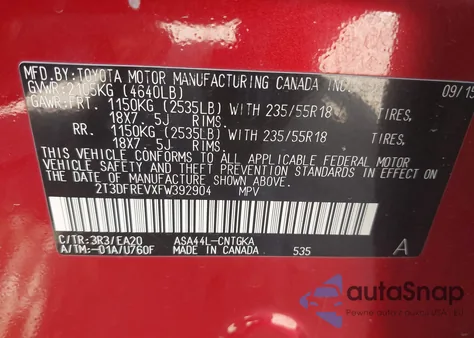 MFD.BY:TOYOTA MOTOR MANUFACTURING CANADA INC. 09/15
GVWR:2105KG (4640LB)
GAWR:FRT. 1150KG (2535LB) WITH 235/55R18 TIRES,
18X7. 5J RIMS,
RR. 1150KG (2535LB) WITH 235/55R18 TIRES,
18X7. 5J RIMS.
THIS VEHICLE CONFORMS TO ALL APPLICABLE FEDERAL MOTOR
VEHICLE SAFETY AND BUMPER STANDARDS IN EFFECT ON
THE DATE OF MANUFACTURE SHOWN ABOVE.
2T3DFREVXFW392904 MPV
C/TR:3R3/EA20 ASA44L-CNTGKA A
A/TM:-01A/U760F MADE IN CANADA 535
autoSnap